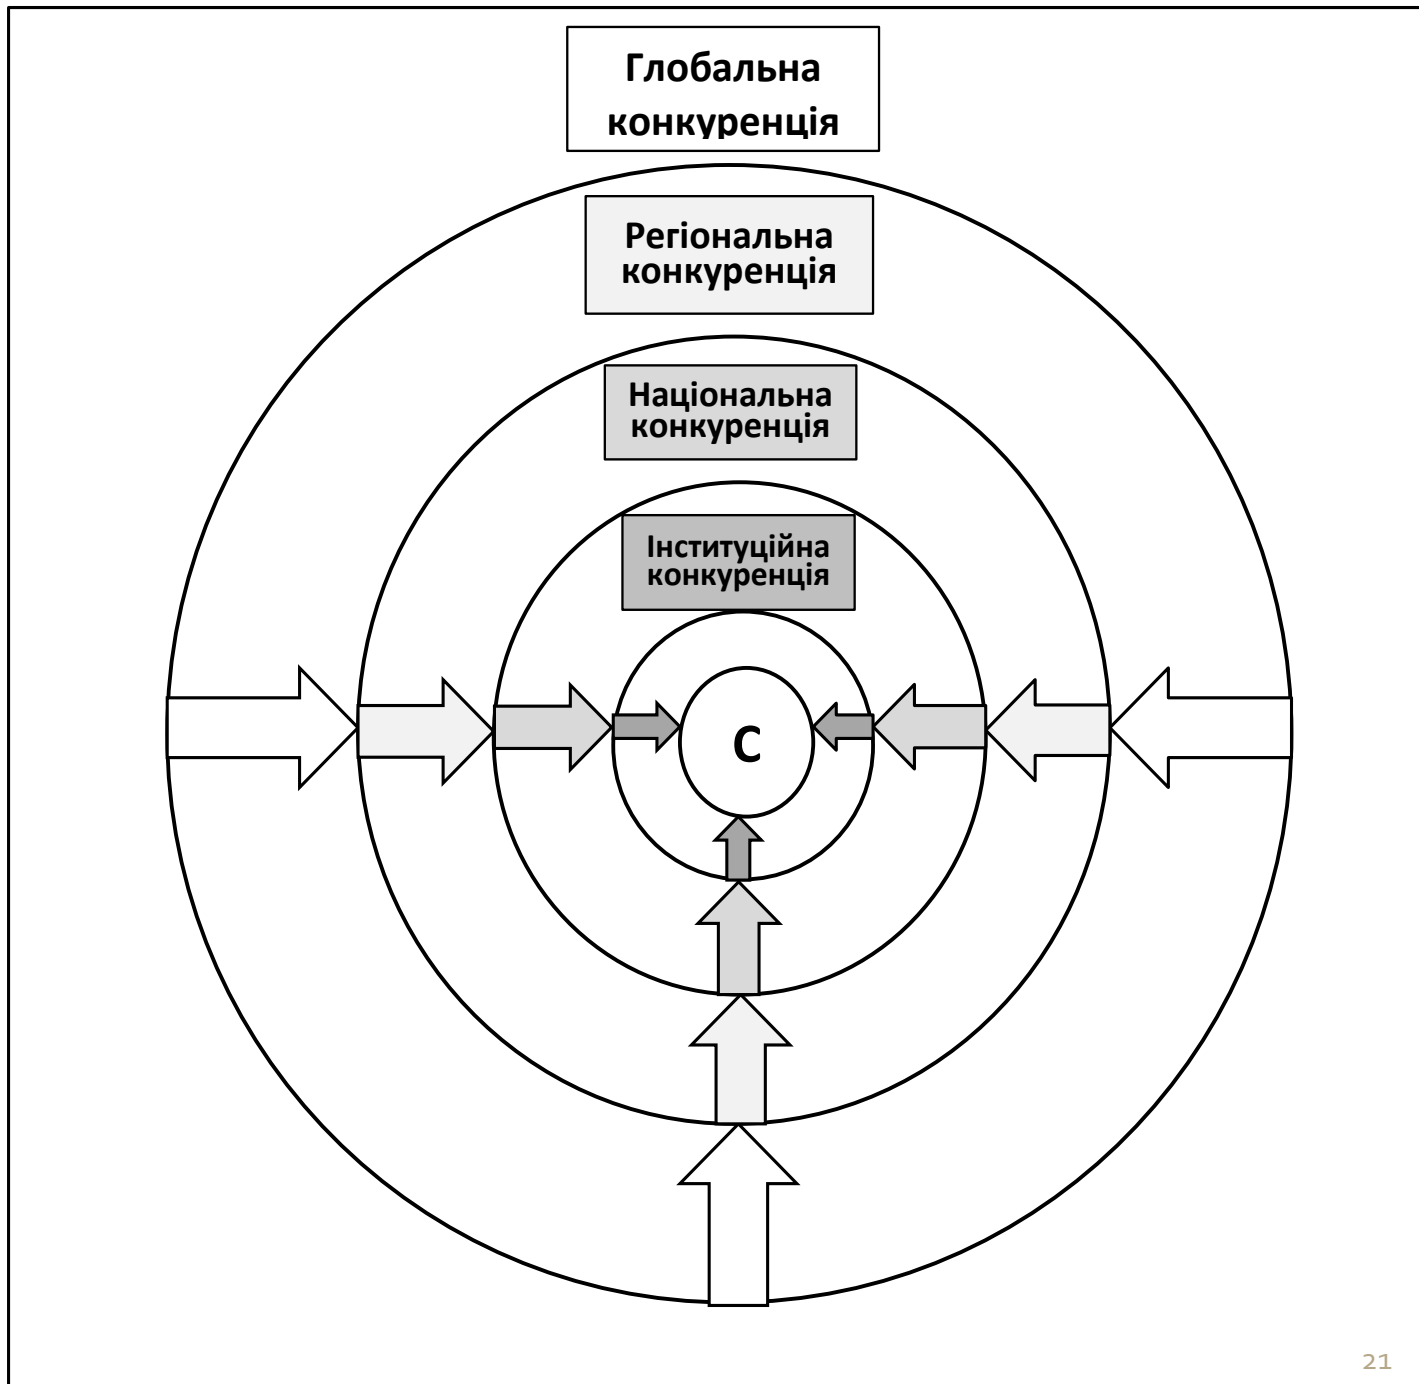 Глобальна
конкуренція
Регіональна
конкуренція
Національна
конкуренція
Інституційна
конкуренція
С
21